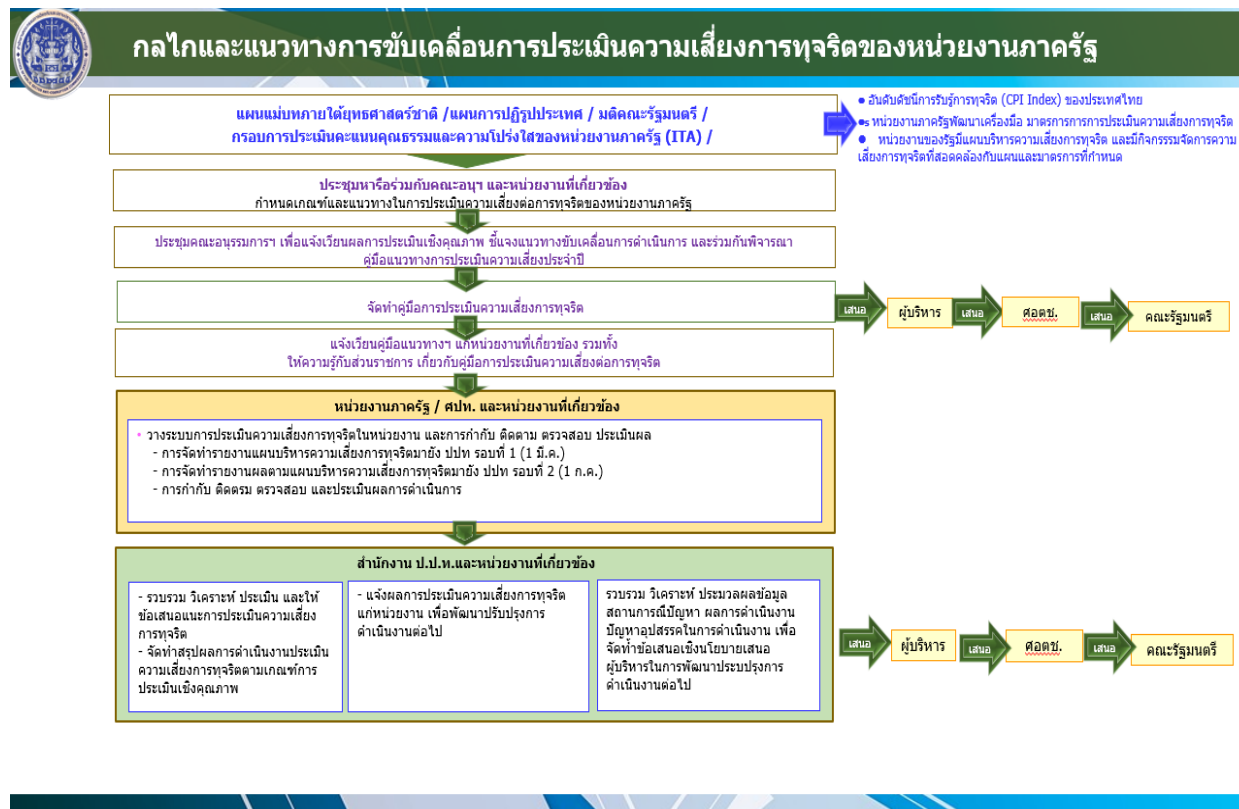 กลไกและแนวทางการขับเคลื่อนการประเมินความเสี่ยงการทุจริตของหน่วยงานภาครัฐ
แผนแม่บทภายใต้ยุทธศาสตร์ชาติ /แผนการปฏิรูปประเทศ / มติคณะรัฐมนตรี /
กรอบการประเมินคะแนนคุณธรรมและความโปร่งใสของหน่วยงานภาครัฐ (ITA) /
● อันดับดัชนีการรับรู้การทุจริต (CPI Index) ของประเทศไทย
●s หน่วยงานภาครัฐพัฒนาเครื่องมือ มาตรการการการประเมินความเสี่ยงการทุจริต
● หน่วยงานของรัฐมีแผนบริหารความเสี่ยงการทุจริต และมีกิจกรรรมจัดการความ
เสี่ยงการทุจริตที่สอดคล้องกับแผนและมาตรการที่กำหนด
ประชุมหารือร่วมกับคณะอนุฯ และหน่วยงานที่เกี่ยวข้อง
กำหนดเกณฑ์และแนวทางในการประเมินความเสี่ยงต่อการทุจริตของหน่วยงานภาครัฐ
ประชุมคณะอนุรรมการฯ เพื่อแจ้งเวียนผลการประเมินเชิงคุณภาพ ชี้แจงแนวทางขับเคลื่อนการดำเนินการ และร่วมกันพิจารณา
คู่มือแนวทางการประเมินความเสี่ยงประจำปี
จัดทำคู่มือการประเมินความเสี่ยงการทุจริต
เสนอ
ผู้บริหาร
เสนอ
ศอตช.
เสนอ
คณะรัฐมนตรี
แจ้งเวียนคู่มือแนวทางฯ แก่หน่วยงานที่เกี่ยวข้อง รวมทั้ง
ให้ความรู้กับส่วนราชการ เกี่ยวกับคู่มือการประเมินความเสี่ยงต่อการทุจริต
หน่วยงานภาครัฐ / ศปท. และหน่วยงานที่เกี่ยวข้อง
• วางระบบการประเมินความเสี่ยงการทุจริตในหน่วยงาน และการกำกับ ติดตาม ตรวจสอบ ประเมินผล
- การจัดทำรายงานแผนบริหารความเสี่ยงการทุจริตมายัง ปปท รอบที่ 1 (1 มี.ค.)
- การจัดทำรายงานผลตามแผนบริหารความเสี่ยงการทุจริตมายัง ปปท รอบที่ 2 (1 ก.ค.)
- การกำกับ ติดตรม ตรวจสอบ และประเมินผลการดำเนินการ
สำนักงาน ป.ป.ท.และหน่วยงานที่เกี่ยวข้อง
- รวบรวม วิเคราะห์ ประเมิน และให้
ข้อเสนอแนะการประเมินความเสี่ยง
การทุจริต
- จัดทำสรุปผลการดำเนินงานประเมิน
ความเสี่ยงการทุจริตตามเกณฑ์การ
ประเมินเชิงคุณภาพ
- แจ้งผลการประเมินความเสี่ยงการทุจริต
แก่หน่วยงาน เพื่อพัฒนาปรับปรุงการ
ดำเนินงานต่อไป
รวบรวม วิเคราะห์ ประมวลผลข้อมูล
สถานการณ์ปัญหา ผลการดำเนินงาน
ปัญหาอุปสรรคในการดำเนินงาน เพื่อ
จัดทำข้อเสนอเชิงนโยบายเสนอ
ผู้บริหารในการพัฒนาประบปรุงการ
ดำเนินงานต่อไป
เสนอ
ผู้บริหาร
เสนอ
ศอตช.
เสนอ
คณะรัฐมนตรี